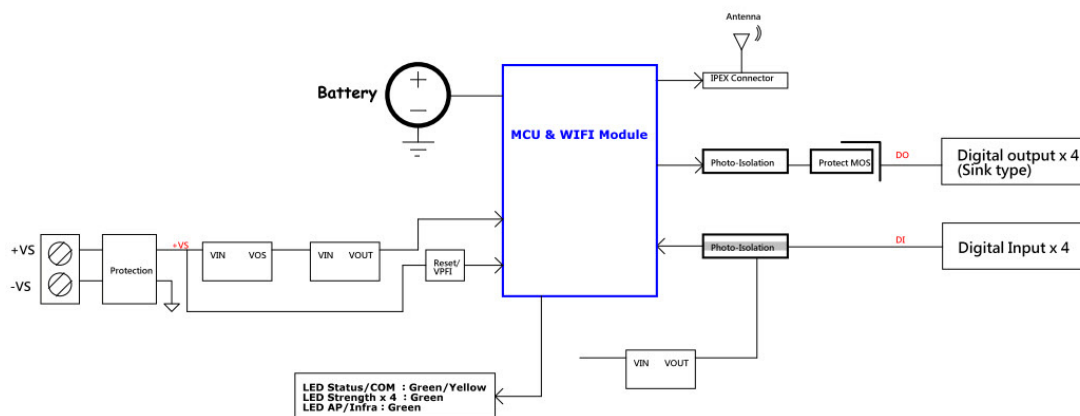 Antenna
IPEX Connector
Battery
MCU & WIFI Module
Photo-Isolation
Protect MOS
DO
Digital output x 4
(Sink type)
+VS
-VS
Protection
+VS
VIN VOS
VIN VOUT
Reset/
VPFI
Photo-Isolation
DI
Digital Input x 4
VIN VOUT
LED Status/COM : Green/Yellow
LED Strength x 4 : Green
LED AP/Infra : Green